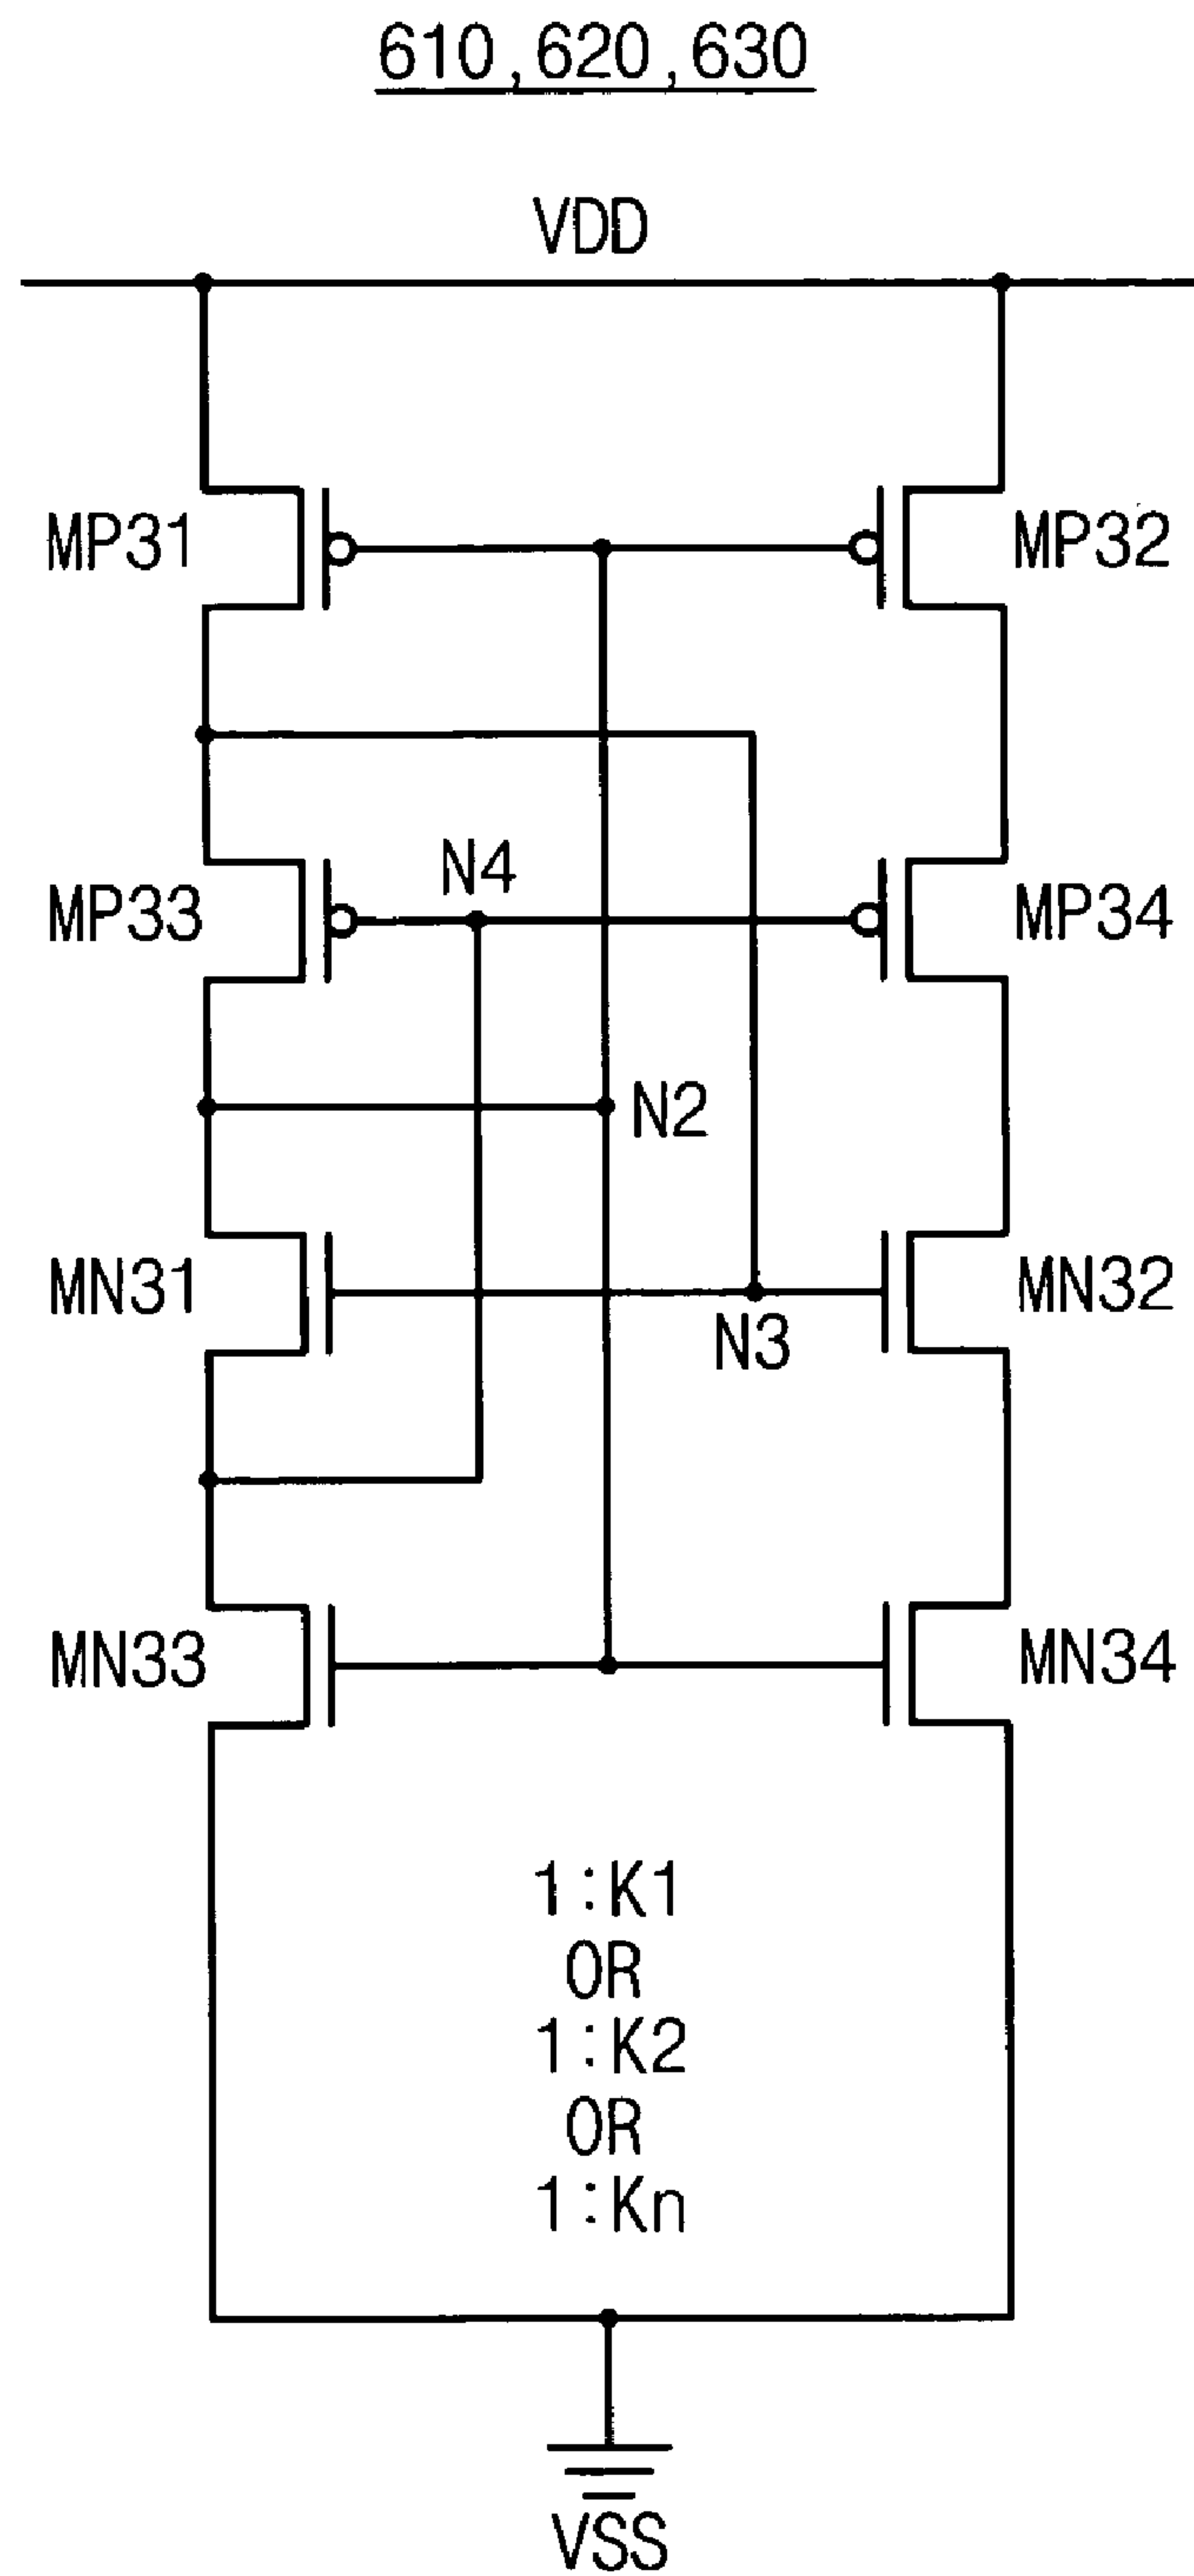 610,620,630
VDD
MP31
MP32
N4
MP33
MP34
N2
MN31
MN32
N3
MN33
MN34
1:K1
OR
1:K2
OR
1:Kn
VSS